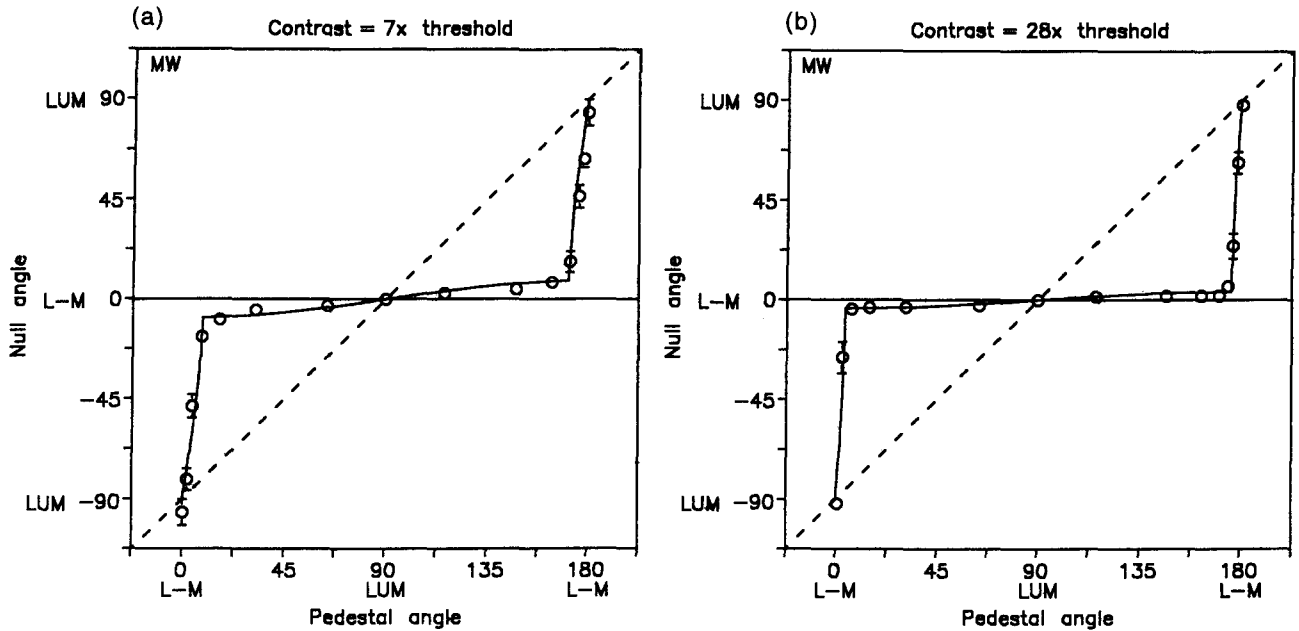 (a)
Contrast = 7x threshold
MW
LUM 90
45
L-M 0
-45
LUM -90
Null angle
0 45 90 135 180
L-M LUM L-M
Pedestal angle
(b)
Contrast = 28x threshold
MW
LUM 90
45
L-M 0
-45
LUM -90
Null angle
0 45 90 135 180
L-M LUM L-M
Pedestal angle